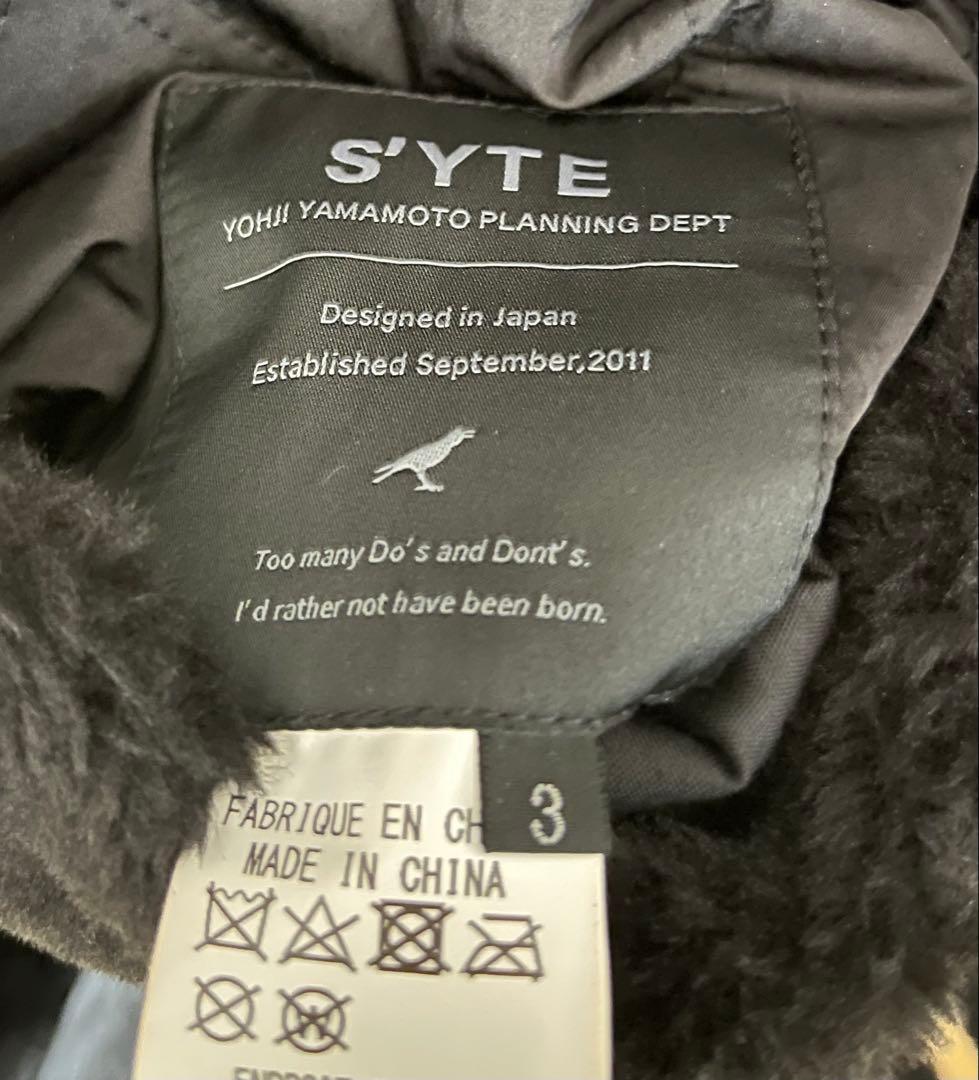 S'YTE
YOHJI YAMAMOTO PLANNING DEPT
Designed in Japan
Established September,2011
Too many Do's and Dont's.
I'd rather not have been born.
3
FABRIQUE EN CH
MADE IN CHINA
W